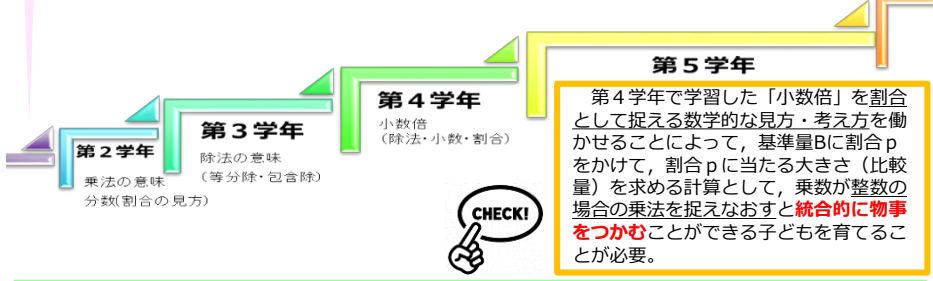 第2学年
乗法の意味
分数(割合の見方)
第3学年
除法の意味
(等分除・包含除)
第4学年
小数倍
(除法・小数・割合)
第5学年
第4学年で学習した「小数倍」を割合
として捉える数学的な見方・考え方を働
かせることによって，基準量Bに割合p
をかけて，割合pに当たる大きさ（比較
量）を求める計算として，乗数が整数の
場合の乗法を捉えなおすと統合的に物事
をつかむことができる子どもを育てるこ
とが必要。
CHECK!